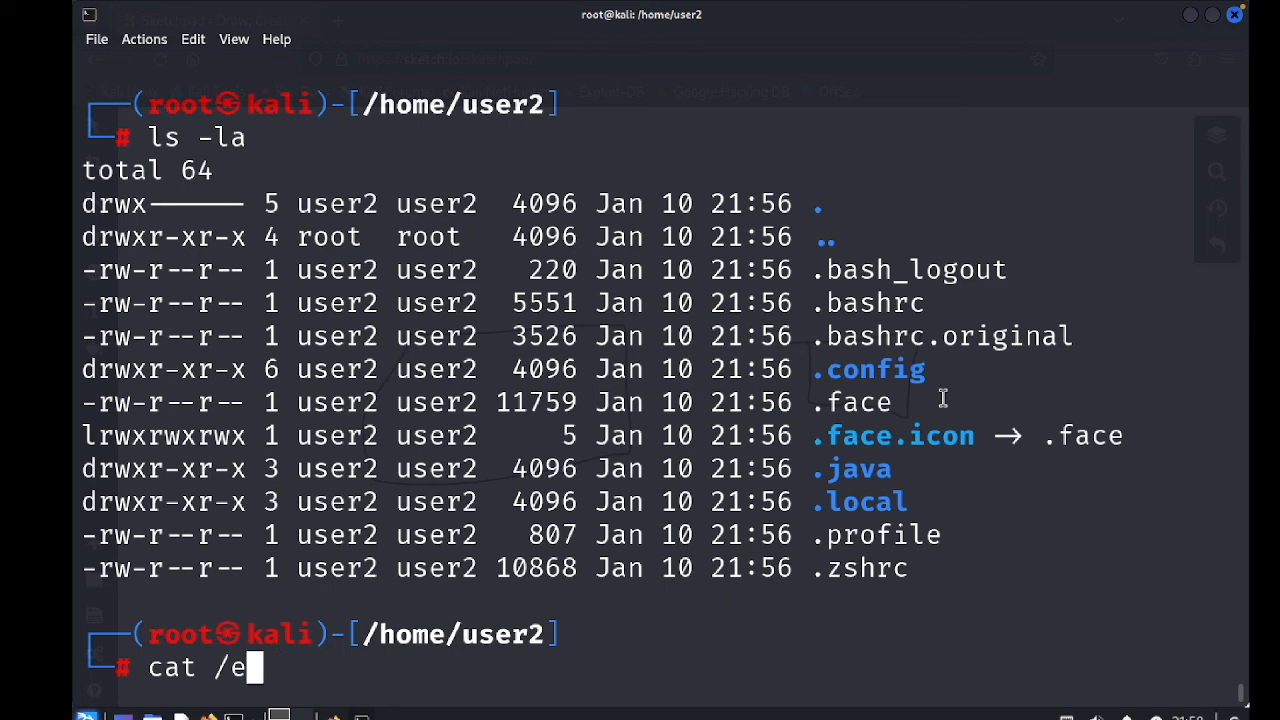 root@kali: /home/user2
File Actions Edit View Help
┌──(root㉿kali)-[/home/user2]
└─# ls -la
total 64
drwx------ 5 user2 user2 4096 Jan 10 21:56 .
drwxr-xr-x 4 root root 4096 Jan 10 21:56 ..
-rw-r--r-- 1 user2 user2 220 Jan 10 21:56 .bash_logout
-rw-r--r-- 1 user2 user2 5551 Jan 10 21:56 .bashrc
-rw-r--r-- 1 user2 user2 3526 Jan 10 21:56 .bashrc.original
drwxr-xr-x 6 user2 user2 4096 Jan 10 21:56 .config
-rw-r--r-- 1 user2 user2 11759 Jan 10 21:56 .face
lrwxrwxrwx 1 user2 user2 5 Jan 10 21:56 .face.icon -> .face
drwxr-xr-x 3 user2 user2 4096 Jan 10 21:56 .java
drwxr-xr-x 3 user2 user2 4096 Jan 10 21:56 .local
-rw-r--r-- 1 user2 user2 807 Jan 10 21:56 .profile
-rw-r--r-- 1 user2 user2 10868 Jan 10 21:56 .zshrc
┌──(root㉿kali)-[/home/user2]
└─# cat /e